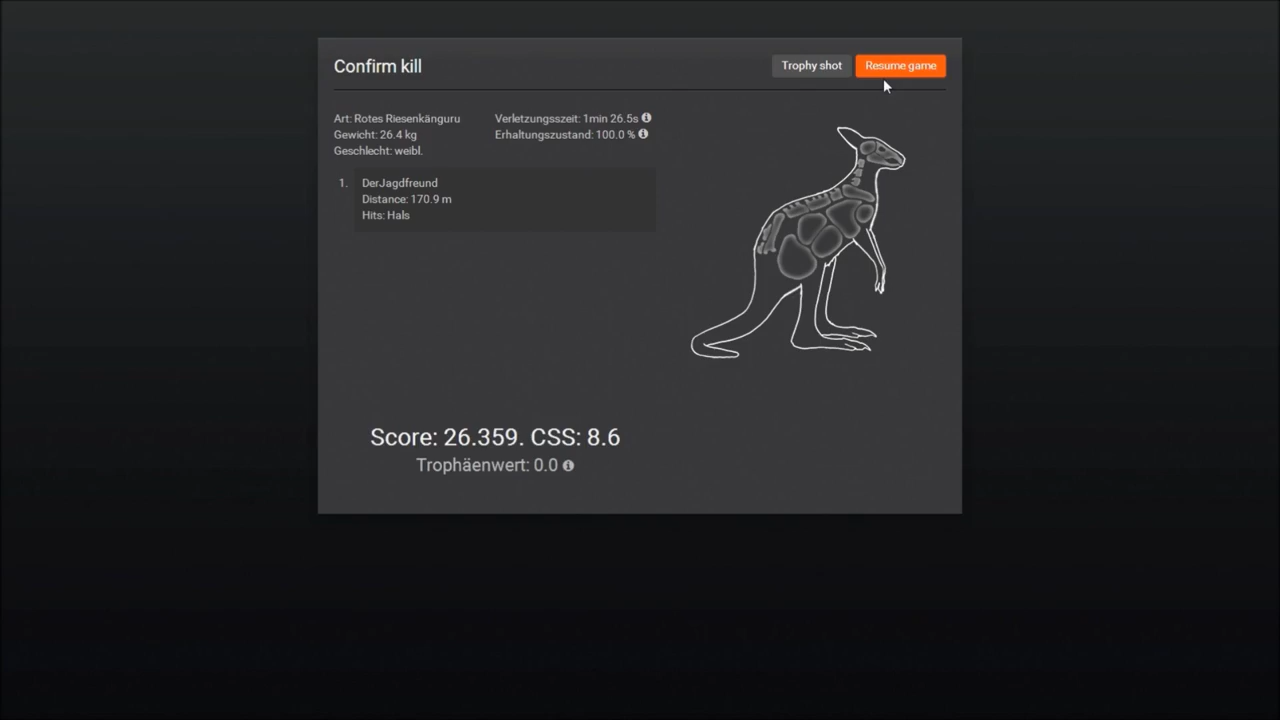 Confirm kill
Trophy shot
Resume game
Art: Rotes Riesenkänguru
Gewicht: 26.4 kg
Geschlecht: weibl.
Verletzungsszeit: 1min 26.5s
Erhaltungszustand: 100.0 %
1.
DerJagdfreund
Distance: 170.9 m
Hits: Hals
Score: 26.359. CSS: 8.6
Trophäenwert: 0.0